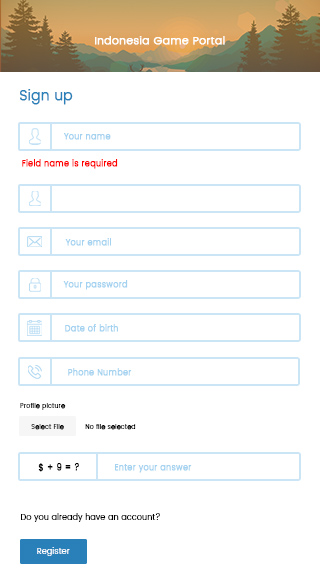 Indonesia Game Portal
Sign up
Your name
Field name is required
Your email
Your password
Date of birth
Phone Number
Profile picture
Select File
No file selected
$ + 9 = ?
Enter your answer
Do you already have an account?
Register